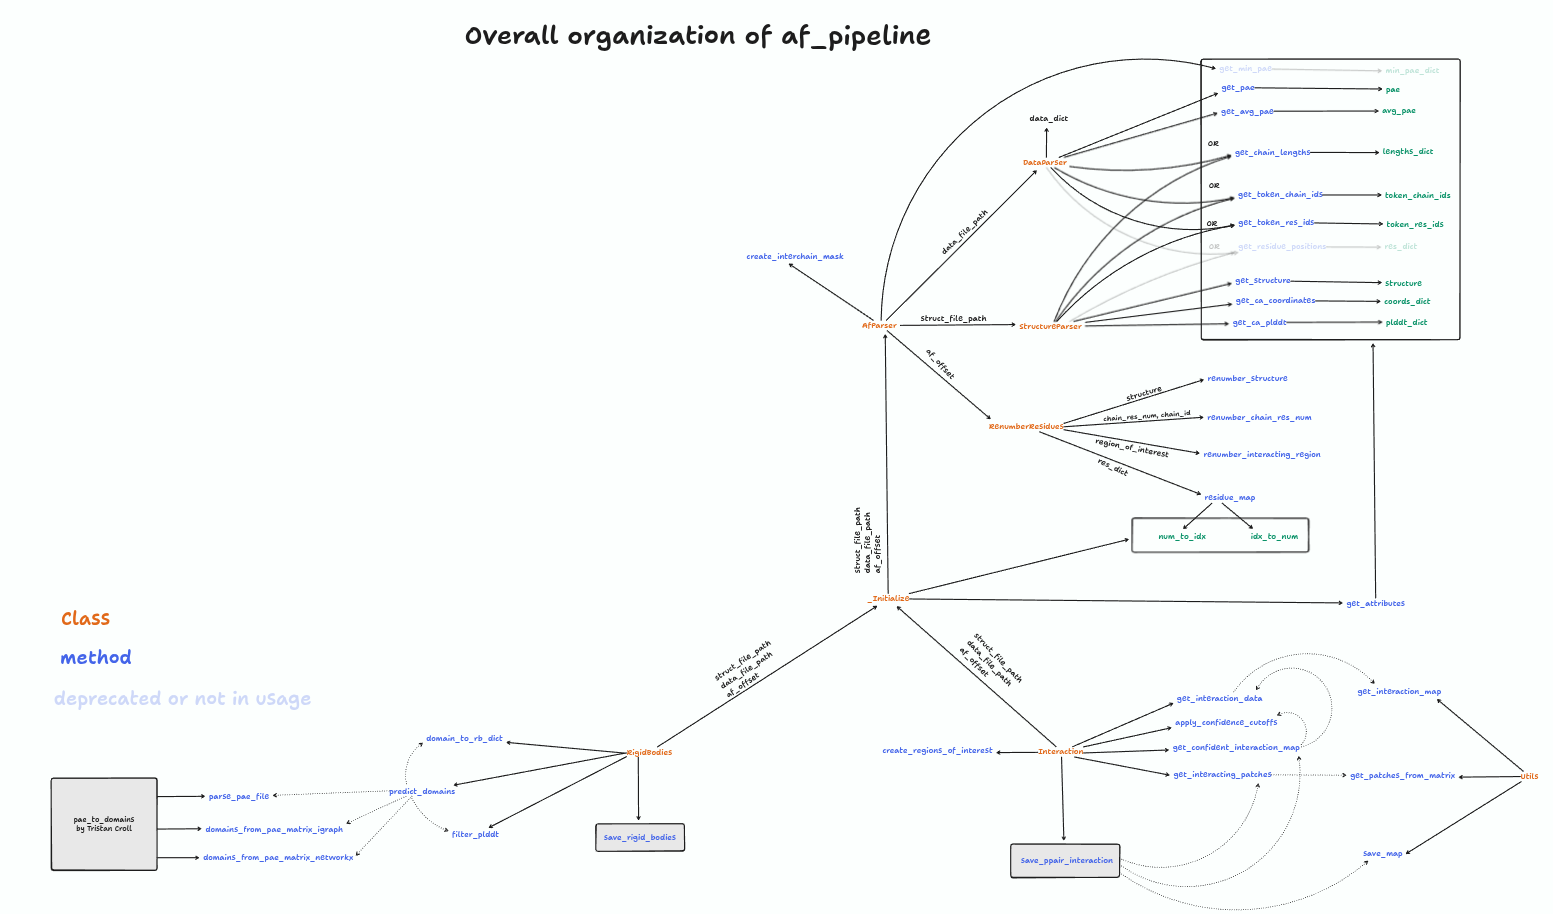 Overall organization of af_pipeline
get_min_pae
min_pae_dict
get_pae
pae
get_avg_pae
avg_pae
data_dict
OR
get_chain_lengths
lengths_dict
DataParser
OR
get_token_chain_ids
token_chain_ids
data_file_path
OR
get_token_res_ids
token_res_ids
OR
get_residue_positions
res_dict
create_interchain_mask
get_structure
structure
get_ca_coordinates
coords_dict
AfParser
struct_file_path
StructureParser
get_ca_plddt
plddt_dict
af_offset
renumber_structure
structure
chain_res_num, chain_id
renumber_chain_res_num
RenumberResidues
region_of_interest
renumber_interacting_region
res_dict
residue_map
num_to_idx
idx_to_num
struct_file_path
data_file_path
af_offset
_Initialize
get_attributes
Class
method
deprecated or not in usage
struct_file_path
data_file_path
af_offset
struct_file_path
data_file_path
af_offset
get_interaction_data
get_interaction_map
apply_confidence_cutoffs
domain_to_rb_dict
RigidBodies
create_regions_of_interest
Interaction
get_confident_interaction_map
get_interacting_patches
get_patches_from_matrix
Utils
predict_domains
parse_pae_file
pae_to_domains
by Tristan Croll
domains_from_pae_matrix_igraph
filter_plddt
save_rigid_bodies
domains_from_pae_matrix_networkx
save_ppair_interaction
save_map